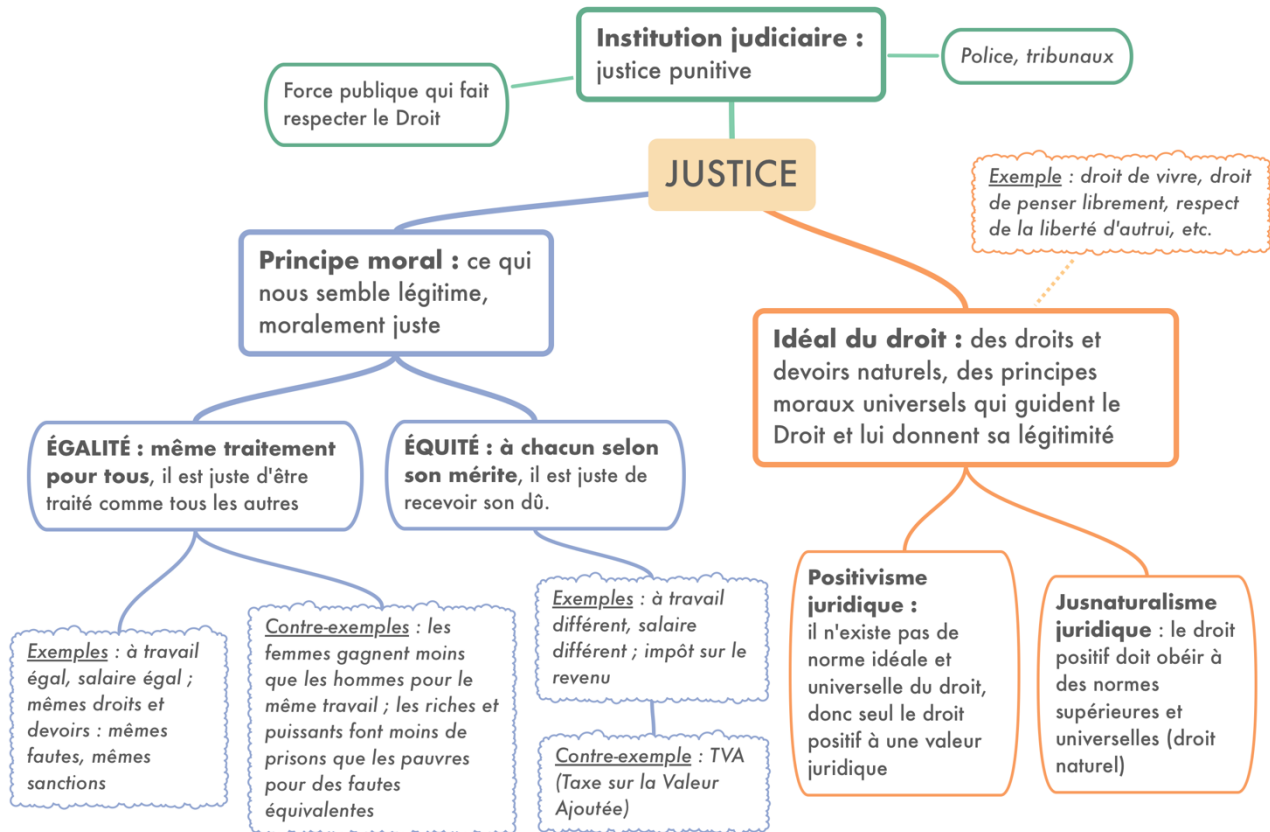 Institution judiciaire :
justice punitive
Police, tribunaux
Force publique qui fait
respecter le Droit
JUSTICE
Exemple : droit de vivre, droit
de penser librement, respect
de la liberté d'autrui, etc.
Principe moral : ce qui
nous semble légitime,
moralement juste
Idéal du droit : des droits et
devoirs naturels, des principes
moraux universels qui guident le
Droit et lui donnent sa légitimité
ÉGALITÉ : même traitement
pour tous, il est juste d'être
traité comme tous les autres
ÉQUITÉ : à chacun selon
son mérite, il est juste de
recevoir son dû.
Exemples : à travail
égal, salaire égal ;
mêmes droits et
devoirs : mêmes
fautes, mêmes
sanctions
Contre-exemples : les
femmes gagnent moins
que les hommes pour le
même travail ; les riches et
puissants font moins de
prisons que les pauvres
pour des fautes
équivalentes
Exemples : à travail
différent, salaire
différent ; impôt sur le
revenu
Contre-exemple : TVA
(Taxe sur la Valeur
Ajoutée)
Positivisme
juridique :
il n'existe pas de
norme idéale et
universelle du droit,
donc seul le droit
positif à une valeur
juridique
Jusnaturalisme
juridique : le droit
positif doit obéir à
des normes
supérieures et
universelles (droit
naturel)